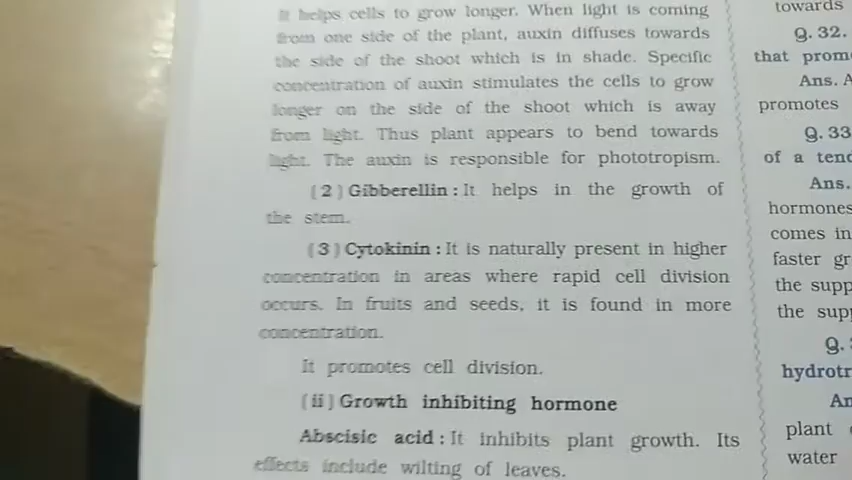 It helps cells to grow longer. When light is coming
from one side of the plant, auxin diffuses towards
the side of the shoot which is in shade. Specific
concentration of auxin stimulates the cells to grow
longer on the side of the shoot which is away
from light. Thus plant appears to bend towards
light. The auxin is responsible for phototropism.
(2) Gibberellin : It helps in the growth of
the stem.
(3) Cytokinin : It is naturally present in higher
concentration in areas where rapid cell division
occurs. In fruits and seeds, it is found in more
concentration.
It promotes cell division.
(ii) Growth inhibiting hormone
Abscisic acid : It inhibits plant growth. Its
effects include wilting of leaves.
towards
Q. 32.
that prom
Ans. A
promotes
Q. 33
of a tend
Ans.
hormones
comes in
faster gr
the supp
the supp
Q.
hydrotr
An
plant
water